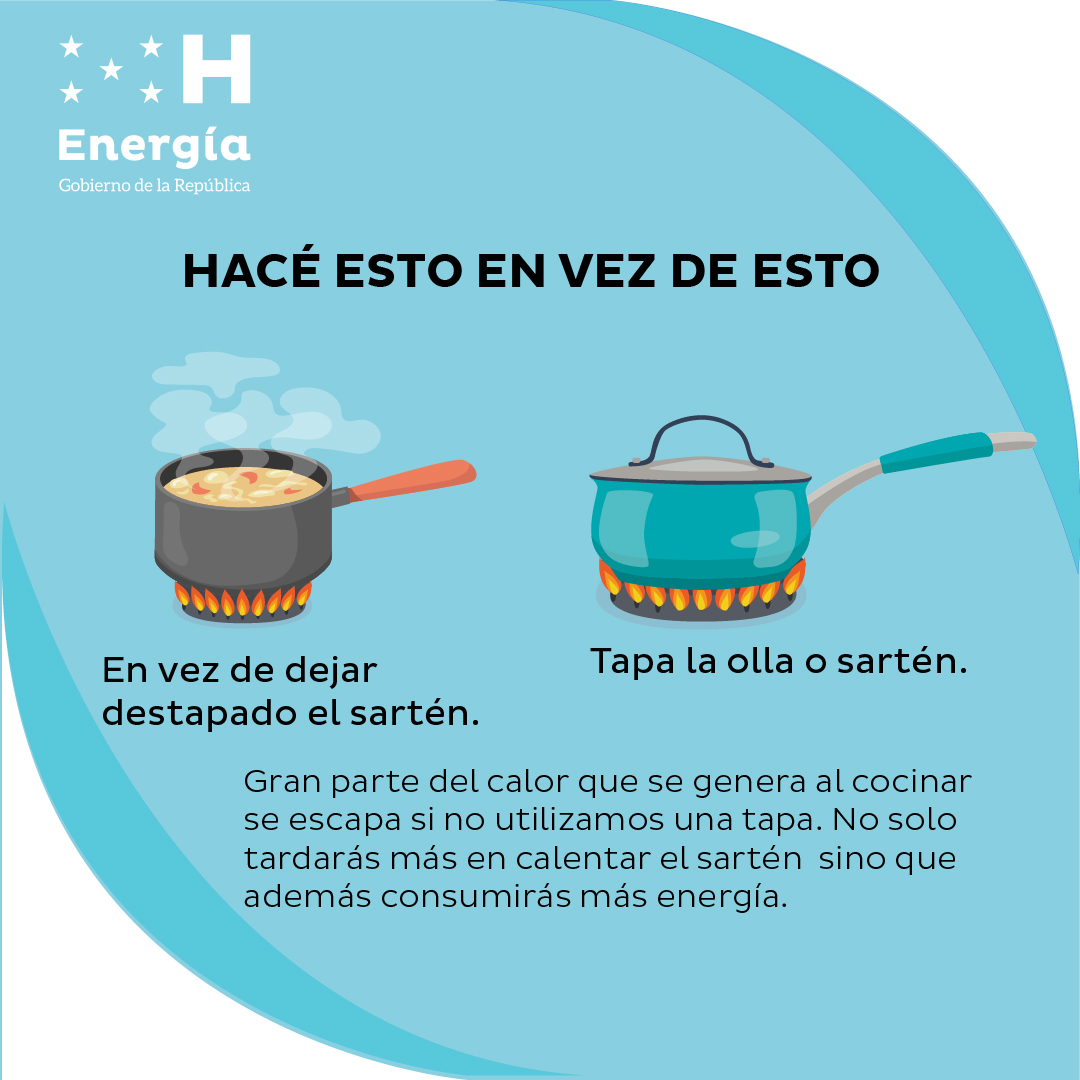 H
Energía
Gobierno de la República
HACÉ ESTO EN VEZ DE ESTO
En vez de dejar
destapado el sartén.
Tapa la olla o sartén.
Gran parte del calor que se genera al cocinar
se escapa si no utilizamos una tapa. No solo
tardarás más en calentar el sartén  sino que
además consumirás más energía.